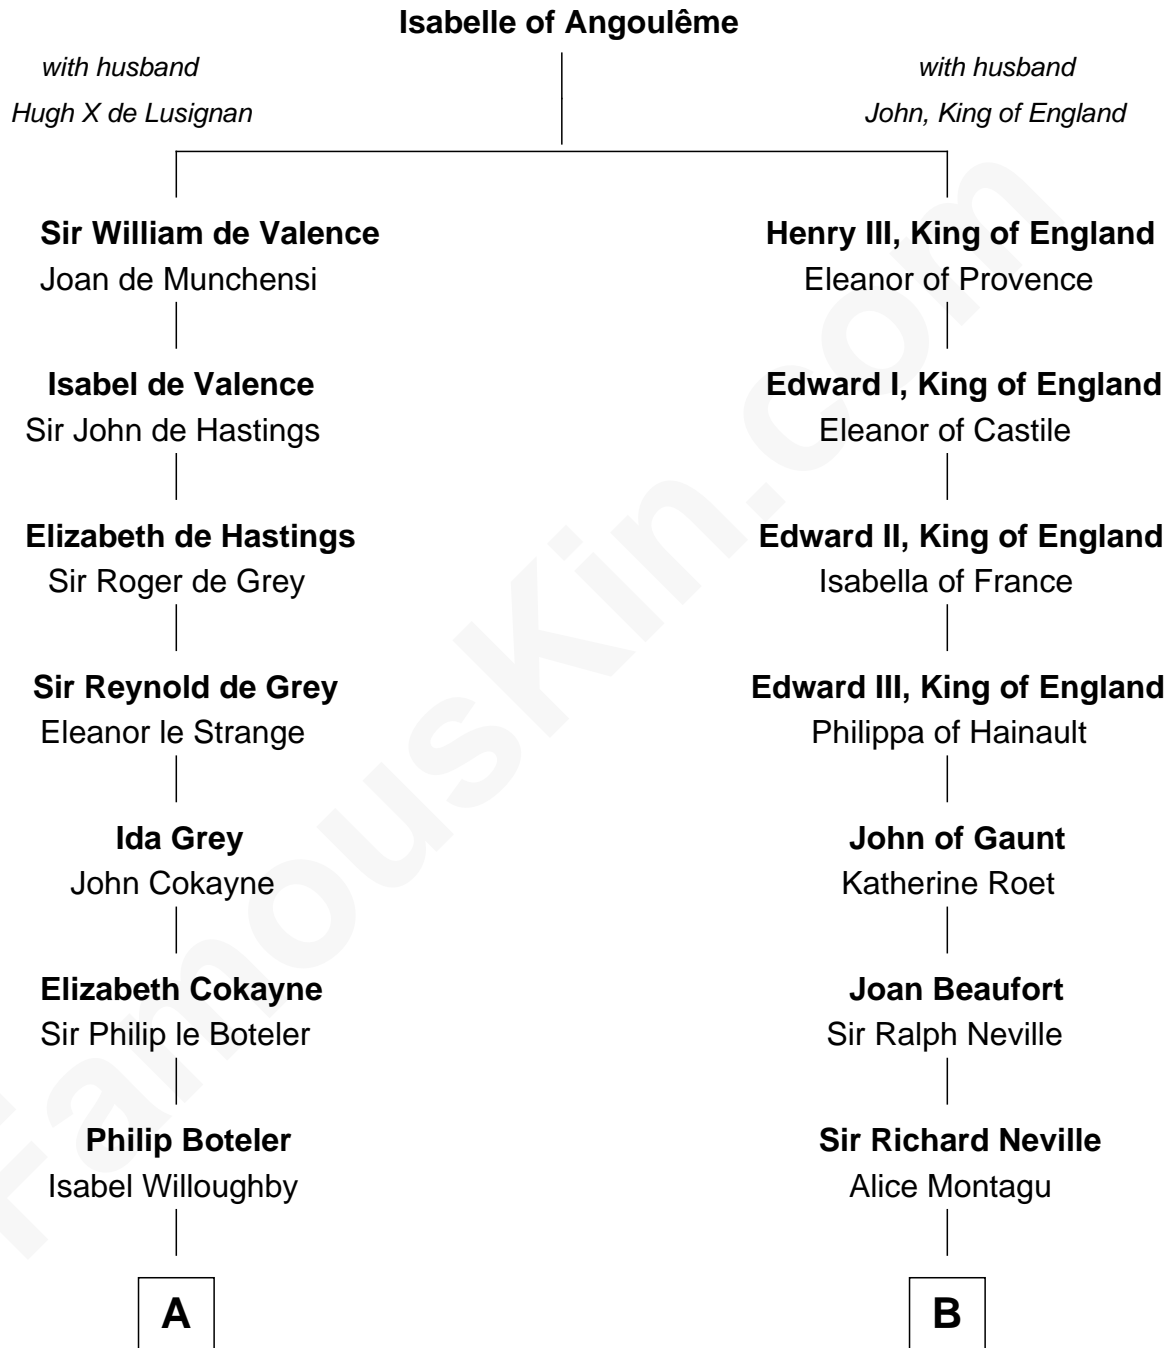 Isabelle of Angoulême
with husband
Hugh X de Lusignan
with husband
John, King of England
Sir William de Valence
Joan de Munchensi
Henry III, King of England
Eleanor of Provence
Isabel de Valence
Sir John de Hastings
Edward I, King of England
Eleanor of Castile
Elizabeth de Hastings
Sir Roger de Grey
Edward II, King of England
Isabella of France
Sir Reynold de Grey
Eleanor le Strange
Edward III, King of England
Philippa of Hainault
Ida Grey
John Cokayne
John of Gaunt
Katherine Roet
Elizabeth Cokayne
Sir Philip le Boteler
Joan Beaufort
Sir Ralph Neville
Philip Boteler
Isabel Willoughby
Sir Richard Neville
Alice Montagu
A
B
FamousKin.com